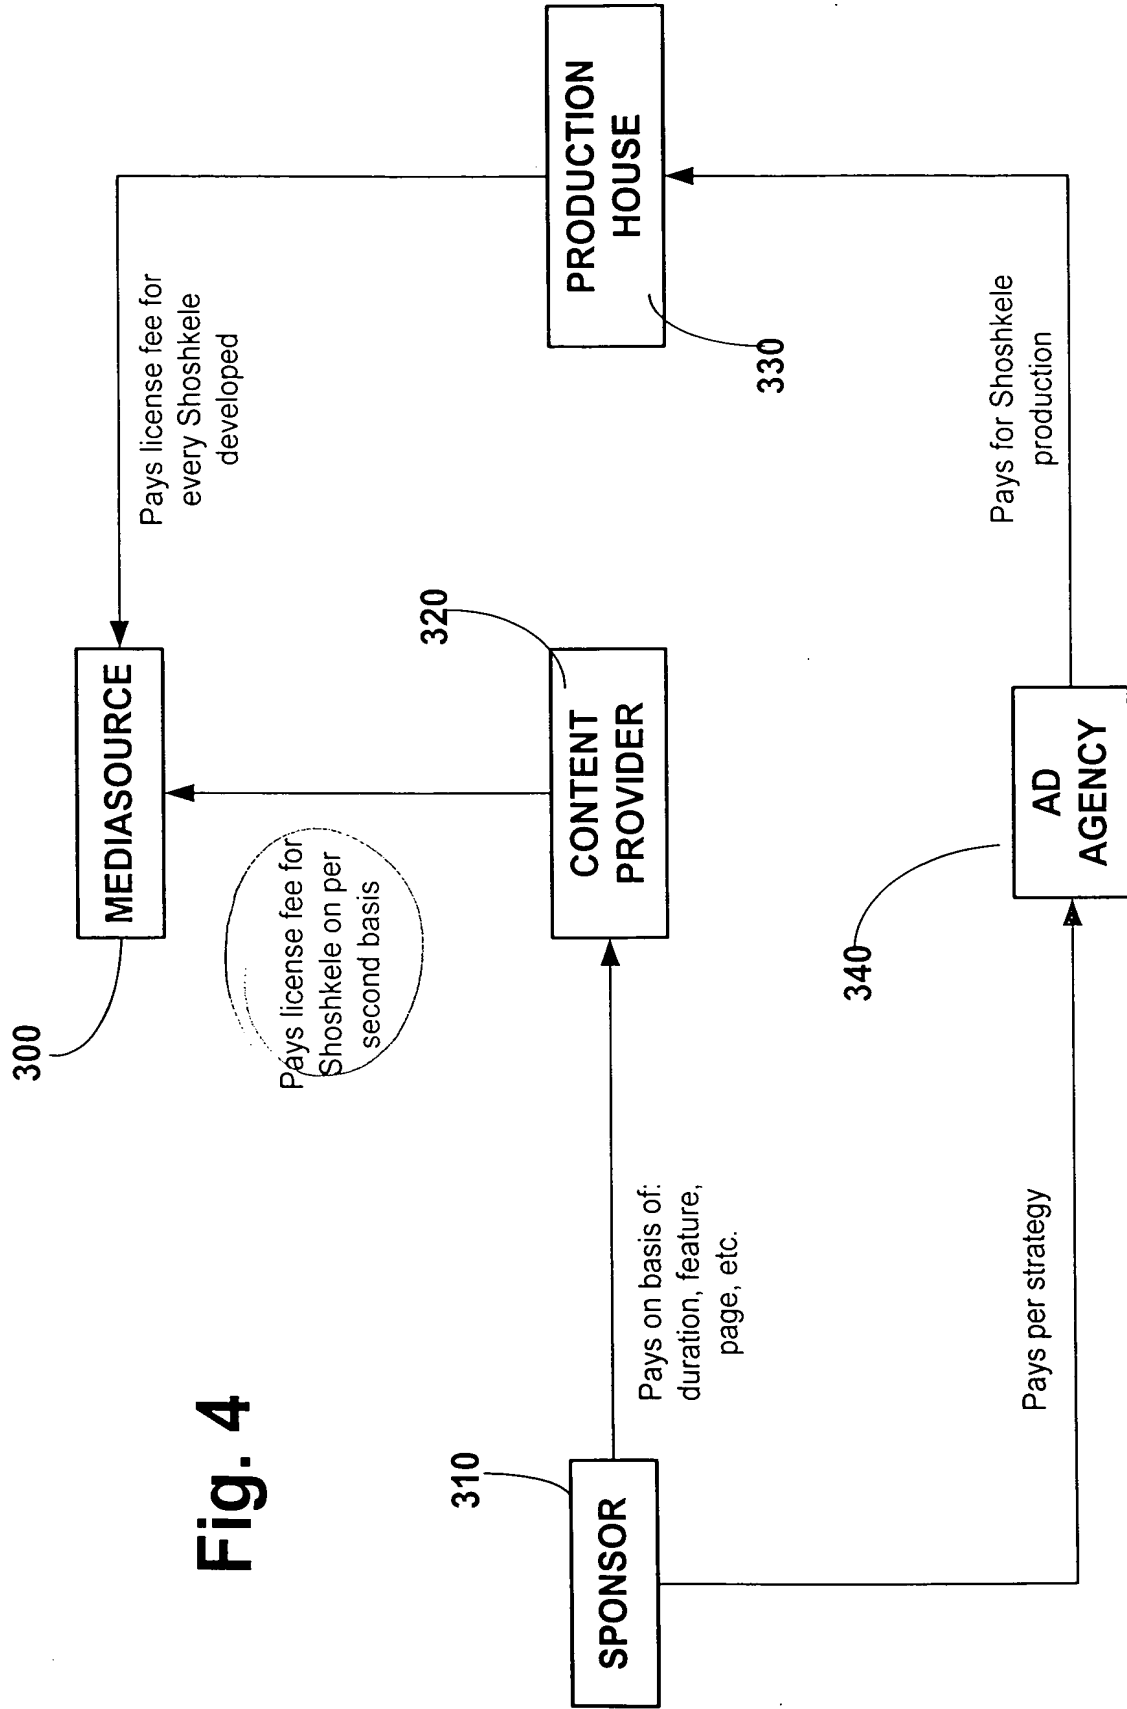 Fig. 4
300
MEDIASOURCE
Pays license fee for
every Shoshkele
developed
Pays license fee for
Shoshkele on per
second basis
310
SPONSOR
Pays on basis of:
duration, feature,
page, etc.
320
CONTENT
PROVIDER
PRODUCTION
HOUSE
330
340
Pays per strategy
AD
AGENCY
Pays for Shoshkele
production